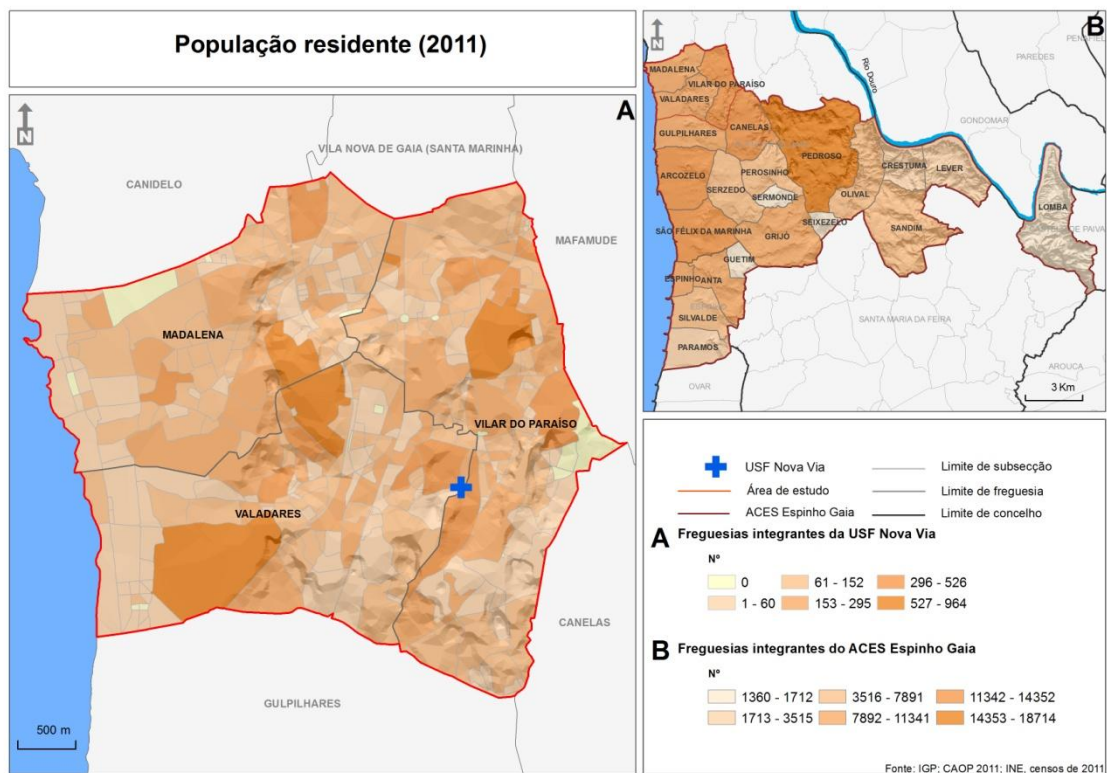 População residente (2011)
A
N
VILA NOVA DE GAIA (SANTA MARINHA)
CANIDELO
MAFAMUDE
MADALENA
VILAR DO PARAÍSO
VALADARES
CANELAS
GULPILHARES
500 m
B
N
PENAFIEL
PAREDES
Rio Douro
MADALENA
VILAR DO PARAÍSO
VALADARES
GONDOMAR
GULPILHARES
CANELAS
PEDROSO
CRESTUMA
LEVER
ARCOZELO
PEROSINHO
SERZEDO
OLIVAL
SERMONDE
LOMBA
SEIXEZELO
CASTELO DE PAIVA
SÃO FÉLIX DA MARINHA
GRIJÓ
SANDIM
GUETIM
ESPINHO
ANTA
SILVALDE
SANTA MARIA DA FEIRA
PARAMOS
AROUCA
OVAR
3 Km
USF Nova Via
Limite de subsecção
Área de estudo
Limite de freguesia
ACES Espinho Gaia
Limite de concelho
A Freguesias integrantes da USF Nova Via
Nº
0 61 - 152 296 - 526
1 - 60 153 - 295 527 - 964
B Freguesias integrantes do ACES Espinho Gaia
Nº
1360 - 1712 3516 - 7891 11342 - 14352
1713 - 3515 7892 - 11341 14353 - 18714
Fonte: IGP; CAOP 2011; INE, censos de 2011